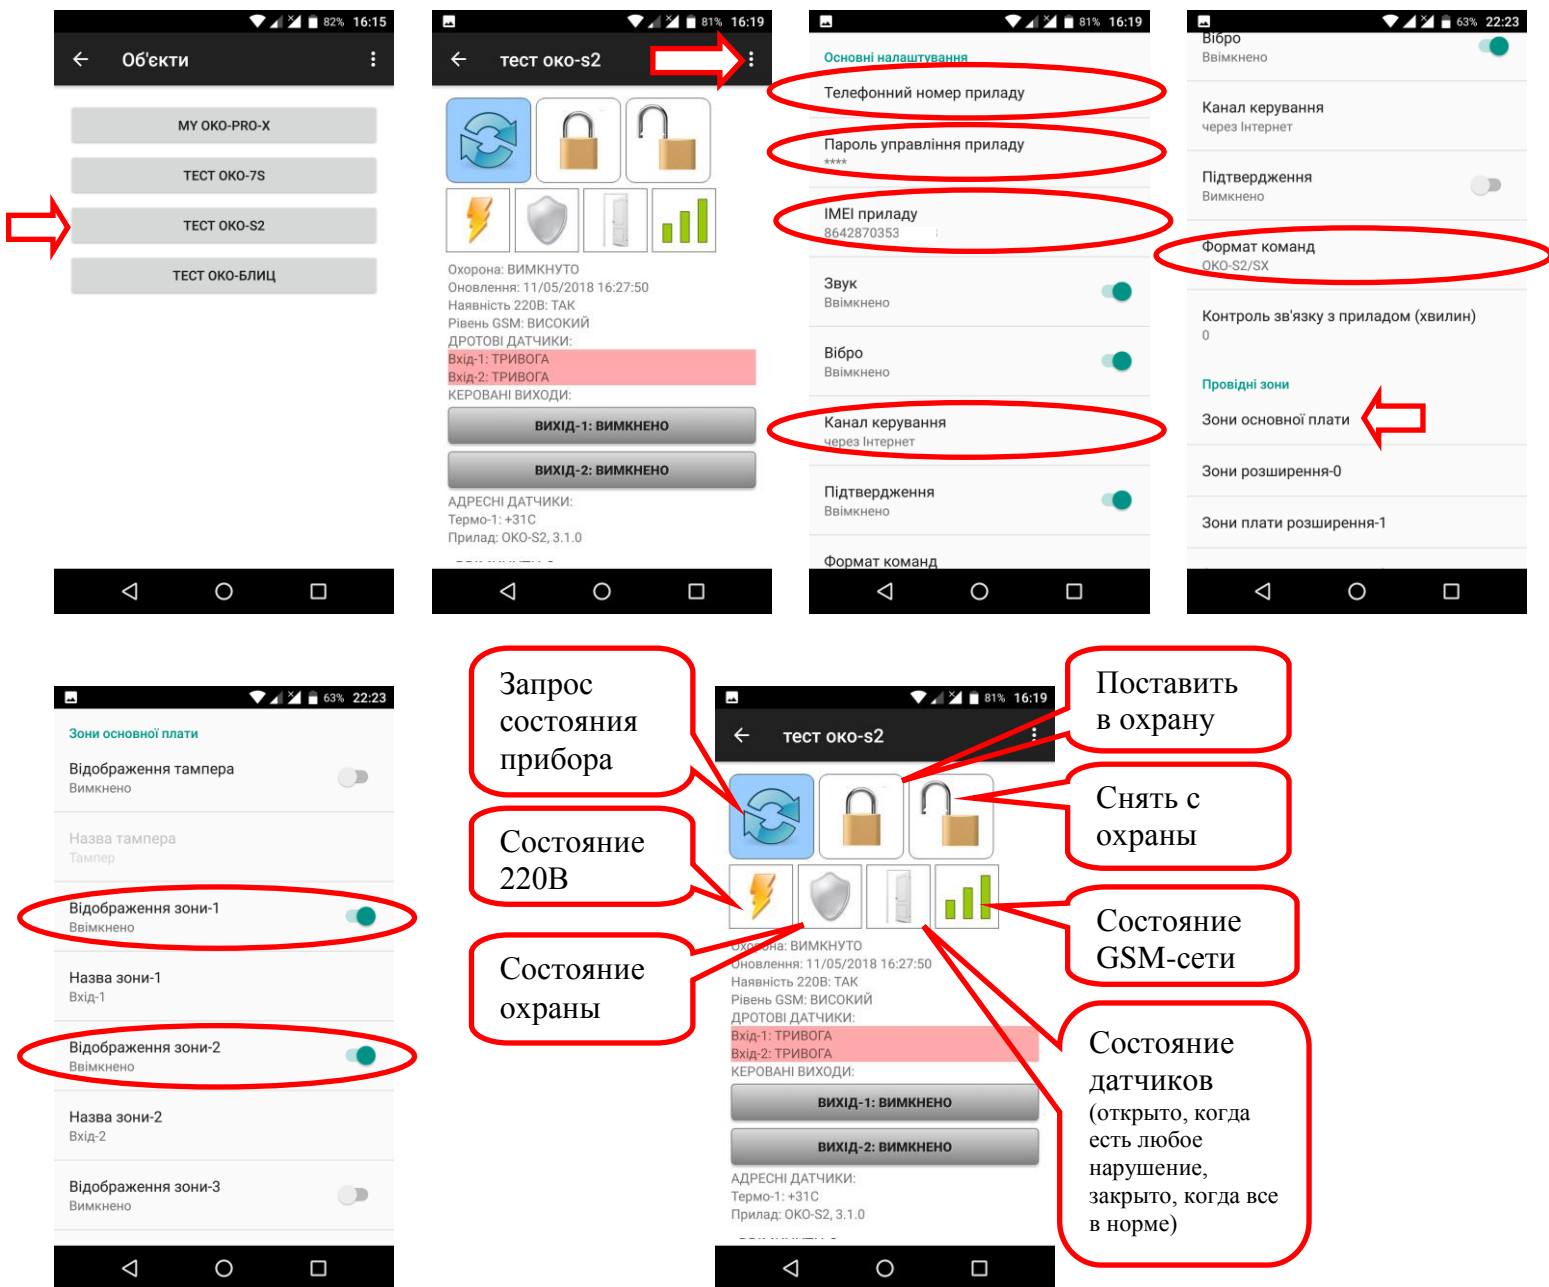 82% 16:15
Об'єкти
MY OKO-PRO-X
ТЕСТ ОКО-7S
ТЕСТ ОКО-S2
ТЕСТ ОКО-БЛИЦ
81% 16:19
тест око-s2
Охорона: ВИМКНУТО
Оновлення: 11/05/2018 16:27:50
Наявність 220В: ТАК
Рівень GSM: ВИСОКИЙ
ДРОТОВІ ДАТЧИКИ:
Вхід-1: ТРИВОГА
Вхід-2: ТРИВОГА
КЕРОВАНІ ВИХОДИ:
ВИХІД-1: ВИМКНЕНО
ВИХІД-2: ВИМКНЕНО
АДРЕСНІ ДАТЧИКИ:
Термо-1: +31C
Прилад: ОКО-S2, 3.1.0
81% 16:19
Основні налаштування
Телефонний номер приладу
Пароль управління приладу
****
IMEI приладу
8642870353
Звук
Ввімкнено
Вібро
Ввімкнено
Канал керування
через Інтернет
Підтвердження
Ввімкнено
Формат команд
63% 22:23
Вібро
Ввімкнено
Канал керування
через Інтернет
Підтвердження
Вимкнено
Формат команд
ОКО-S2/SX
Контроль зв'язку з приладом (хвилин)
0
Провідні зони
Зони основної плати
Зони розширення-0
Зони плати розширення-1
63% 22:23
Зони основної плати
Відображення тампера
Вимкнено
Назва тампера
Тампер
Відображення зони-1
Ввімкнено
Назва зони-1
Вхід-1
Відображення зони-2
Ввімкнено
Назва зони-2
Вхід-2
Відображення зони-3
Вимкнено
Запрос
состояния
прибора
Состояние
220В
Состояние
охраны
81% 16:19
тест око-s2
Охорона: ВИМКНУТО
Оновлення: 11/05/2018 16:27:50
Наявність 220В: ТАК
Рівень GSM: ВИСОКИЙ
ДРОТОВІ ДАТЧИКИ:
Вхід-1: ТРИВОГА
Вхід-2: ТРИВОГА
КЕРОВАНІ ВИХОДИ:
ВИХІД-1: ВИМКНЕНО
ВИХІД-2: ВИМКНЕНО
АДРЕСНІ ДАТЧИКИ:
Термо-1: +31C
Прилад: ОКО-S2, 3.1.0
Поставить
в охрану
Снять с
охраны
Состояние
GSM-сети
Состояние
датчиков
(открыто, когда
есть любое
нарушение,
закрыто, когда все
в норме)